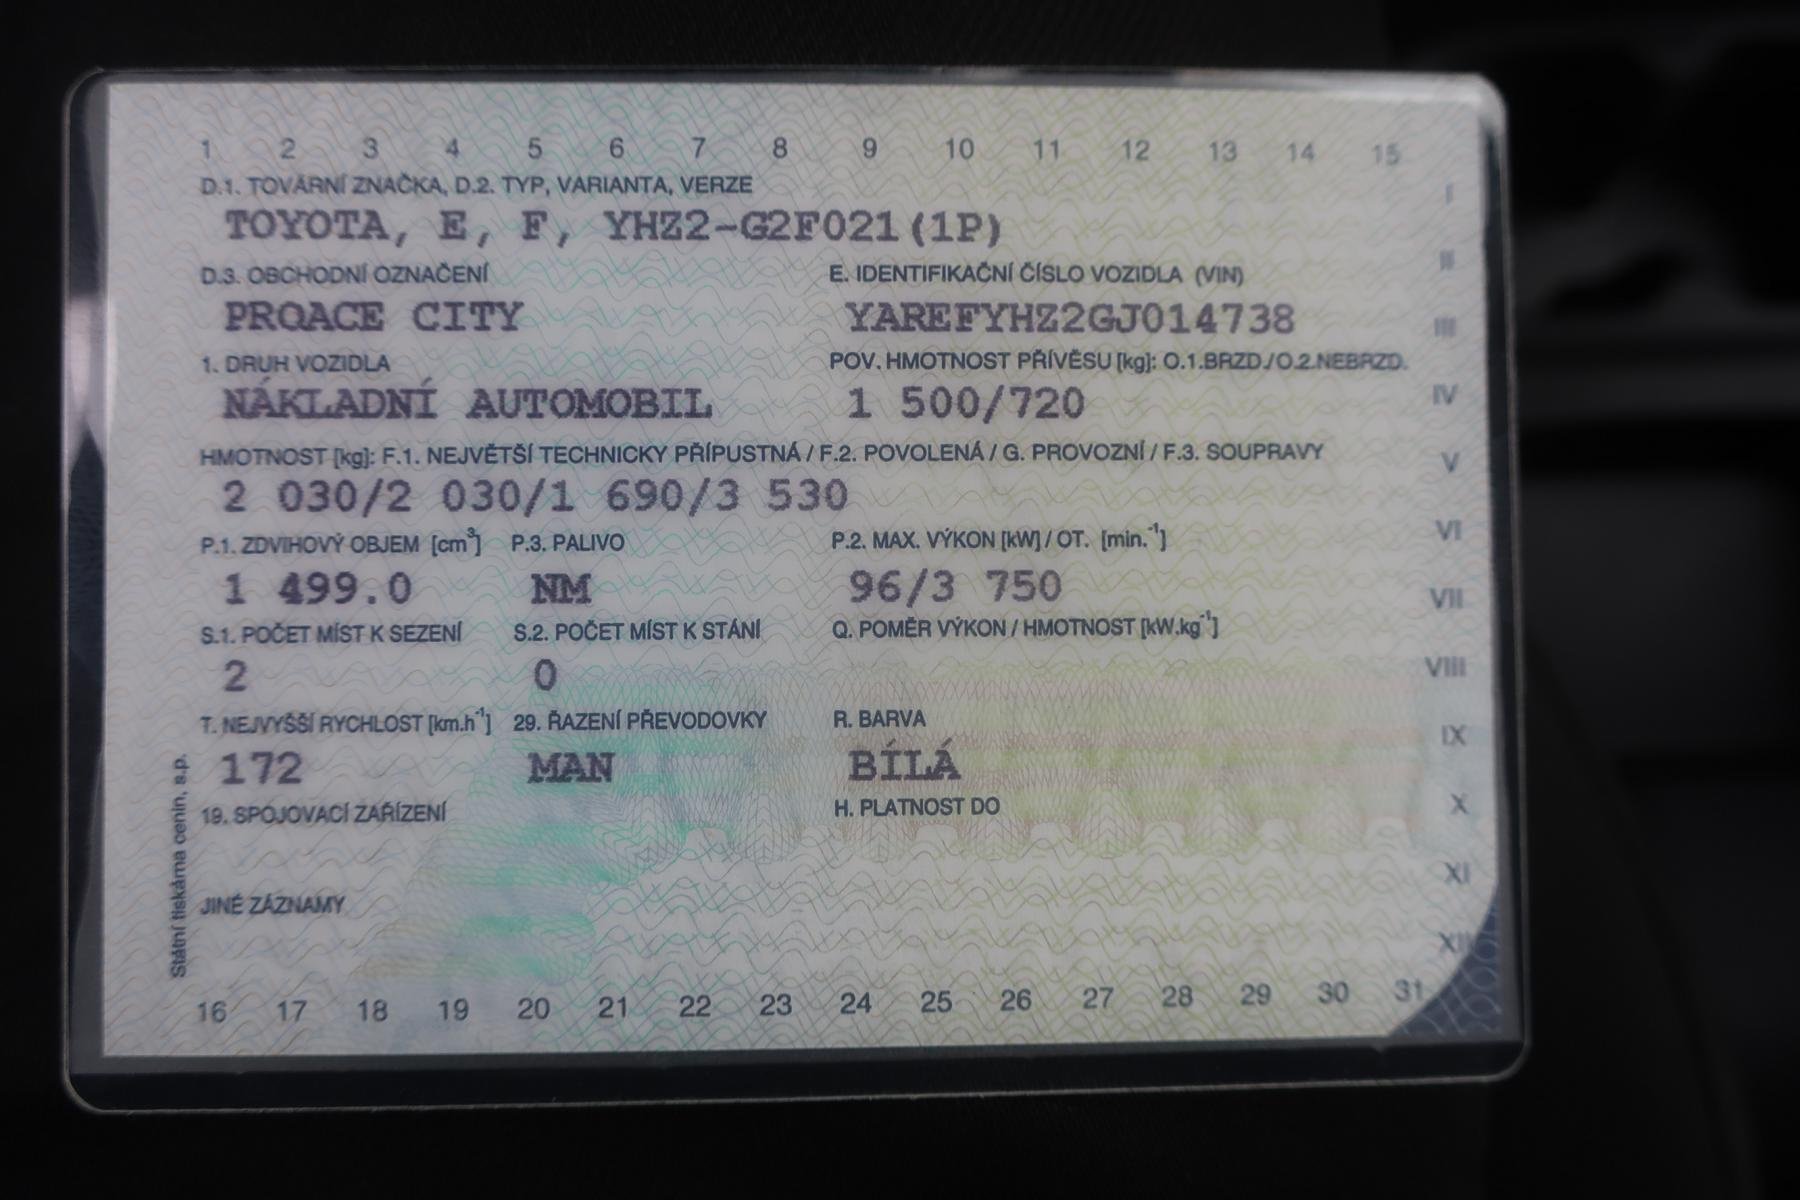 1 2 3 4 5 6 7 8 9 10 11 12 13 14 15
D.1. TOVÁRNÍ ZNAČKA, D.2. TYP, VARIANTA, VERZE
I
TOYOTA, E, F, YHZ2-G2F021(1P)
II
D.3. OBCHODNÍ OZNAČENÍ E. IDENTIFIKAČNÍ ČÍSLO VOZIDLA (VIN)
PROACE CITY YAREFYHZ2GJ014738
III
1. DRUH VOZIDLA POV. HMOTNOST PŘÍVĚSU [kg]: O.1.BRZD./O.2.NEBRZD.
NÁKLADNÍ AUTOMOBIL 1 500/720
IV
HMOTNOST [kg]: F.1. NEJVĚTŠÍ TECHNICKY PŘÍPUSTNÁ / F.2. POVOLENÁ / G. PROVOZNÍ / F.3. SOUPRAVY
V
2 030/2 030/1 690/3 530
P.1. ZDVIHOVÝ OBJEM [cm³] P.3. PALIVO P.2. MAX. VÝKON [kW] / OT. [min.⁻¹]
VI
1 499.0 NM 96/3 750
VII
S.1. POČET MÍST K SEZENÍ S.2. POČET MÍST K STÁNÍ Q. POMĚR VÝKON / HMOTNOST [kW.kg⁻¹]
2 0
VIII
T. NEJVYŠŠÍ RYCHLOST [km.h⁻¹] 29. ŘAZENÍ PŘEVODOVKY R. BARVA
IX
172 MAN BÍLÁ
19. SPOJOVACÍ ZAŘÍZENÍ H. PLATNOST DO
X
XI
JINÉ ZÁZNAMY
XII
Státní tiskárna cenin, s.p.
16 17 18 19 20 21 22 23 24 25 26 27 28 29 30 31